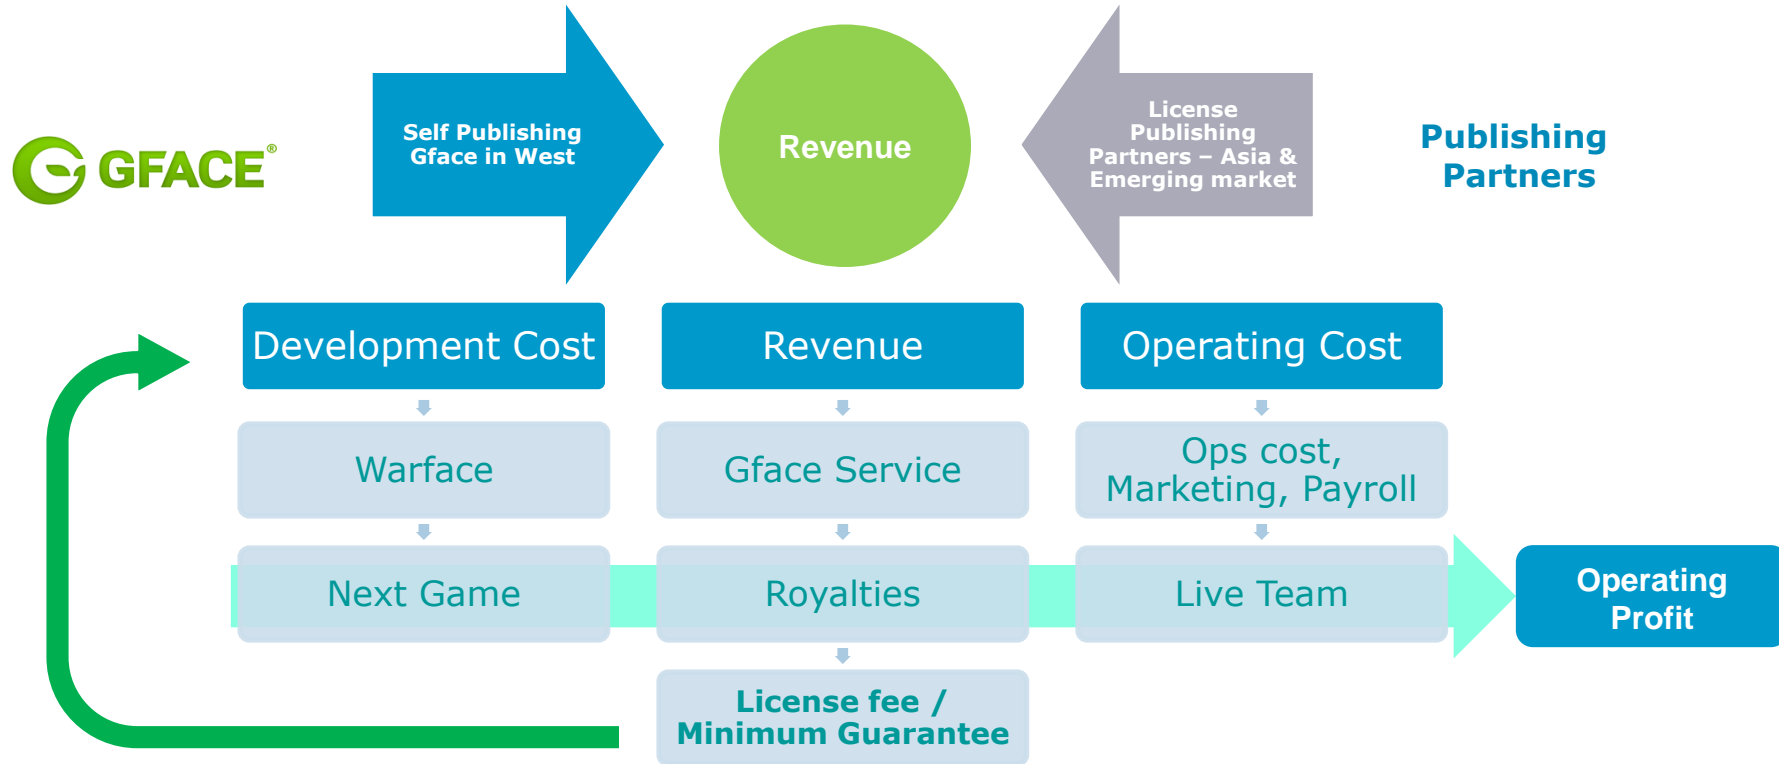 GFACE®
Self Publishing
Gface in West
Revenue
License
Publishing
Partners – Asia &
Emerging market
Publishing
Partners
Development Cost
Revenue
Operating Cost
Warface
Gface Service
Ops cost,
Marketing, Payroll
Next Game
Royalties
Live Team
Operating
Profit
License fee /
Minimum Guarantee